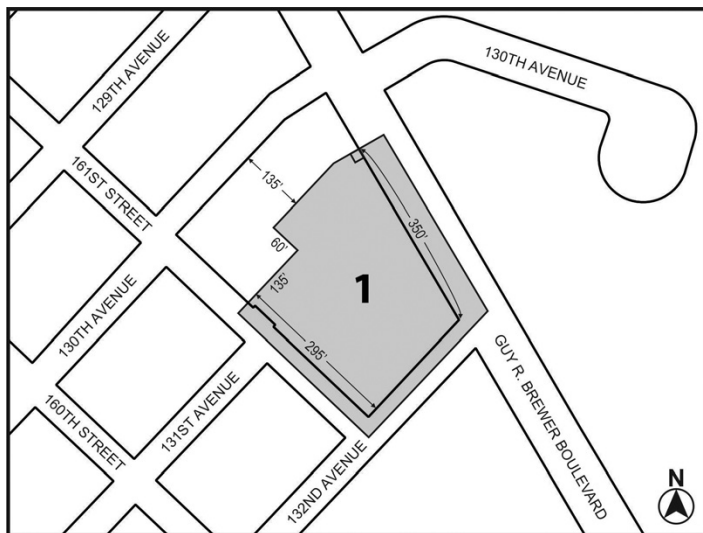 129TH AVENUE
130TH AVENUE
161ST STREET
135'
350'
60'
135'
1
295'
130TH AVENUE
131ST AVENUE
160TH STREET
132ND AVENUE
GUY R. BREWER BOULEVARD
N